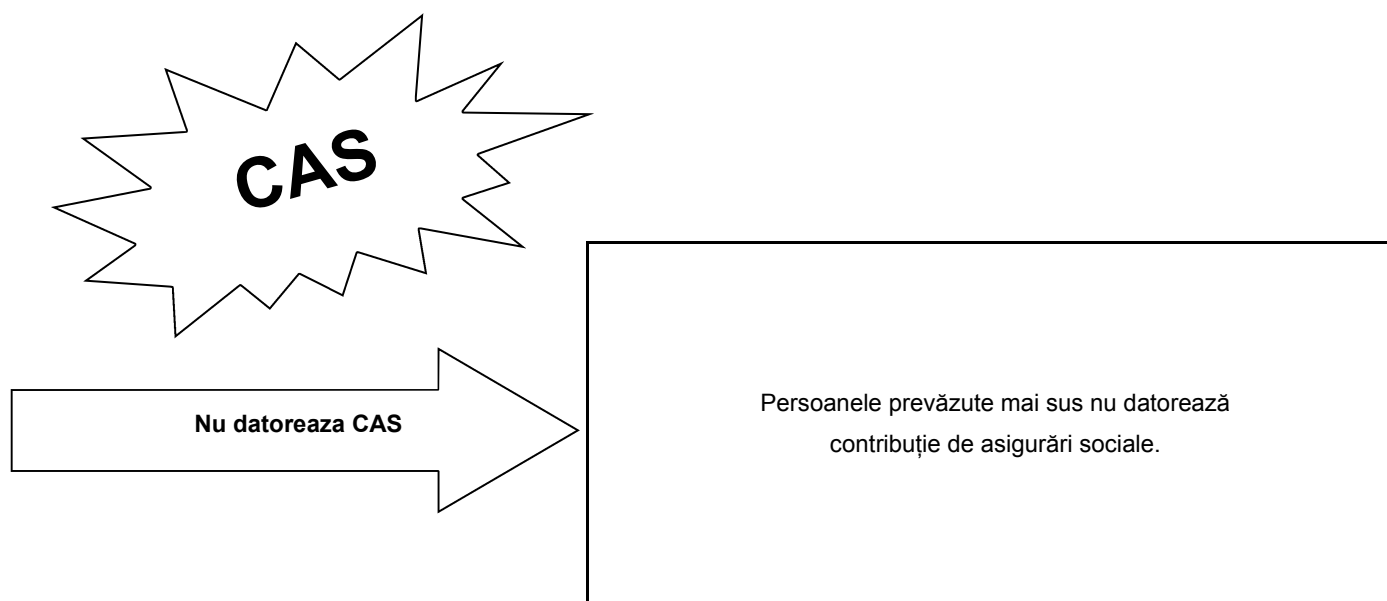 CAS
Nu datoreaza CAS
Persoanele prevăzute mai sus nu datorează
contribuție de asigurări sociale.